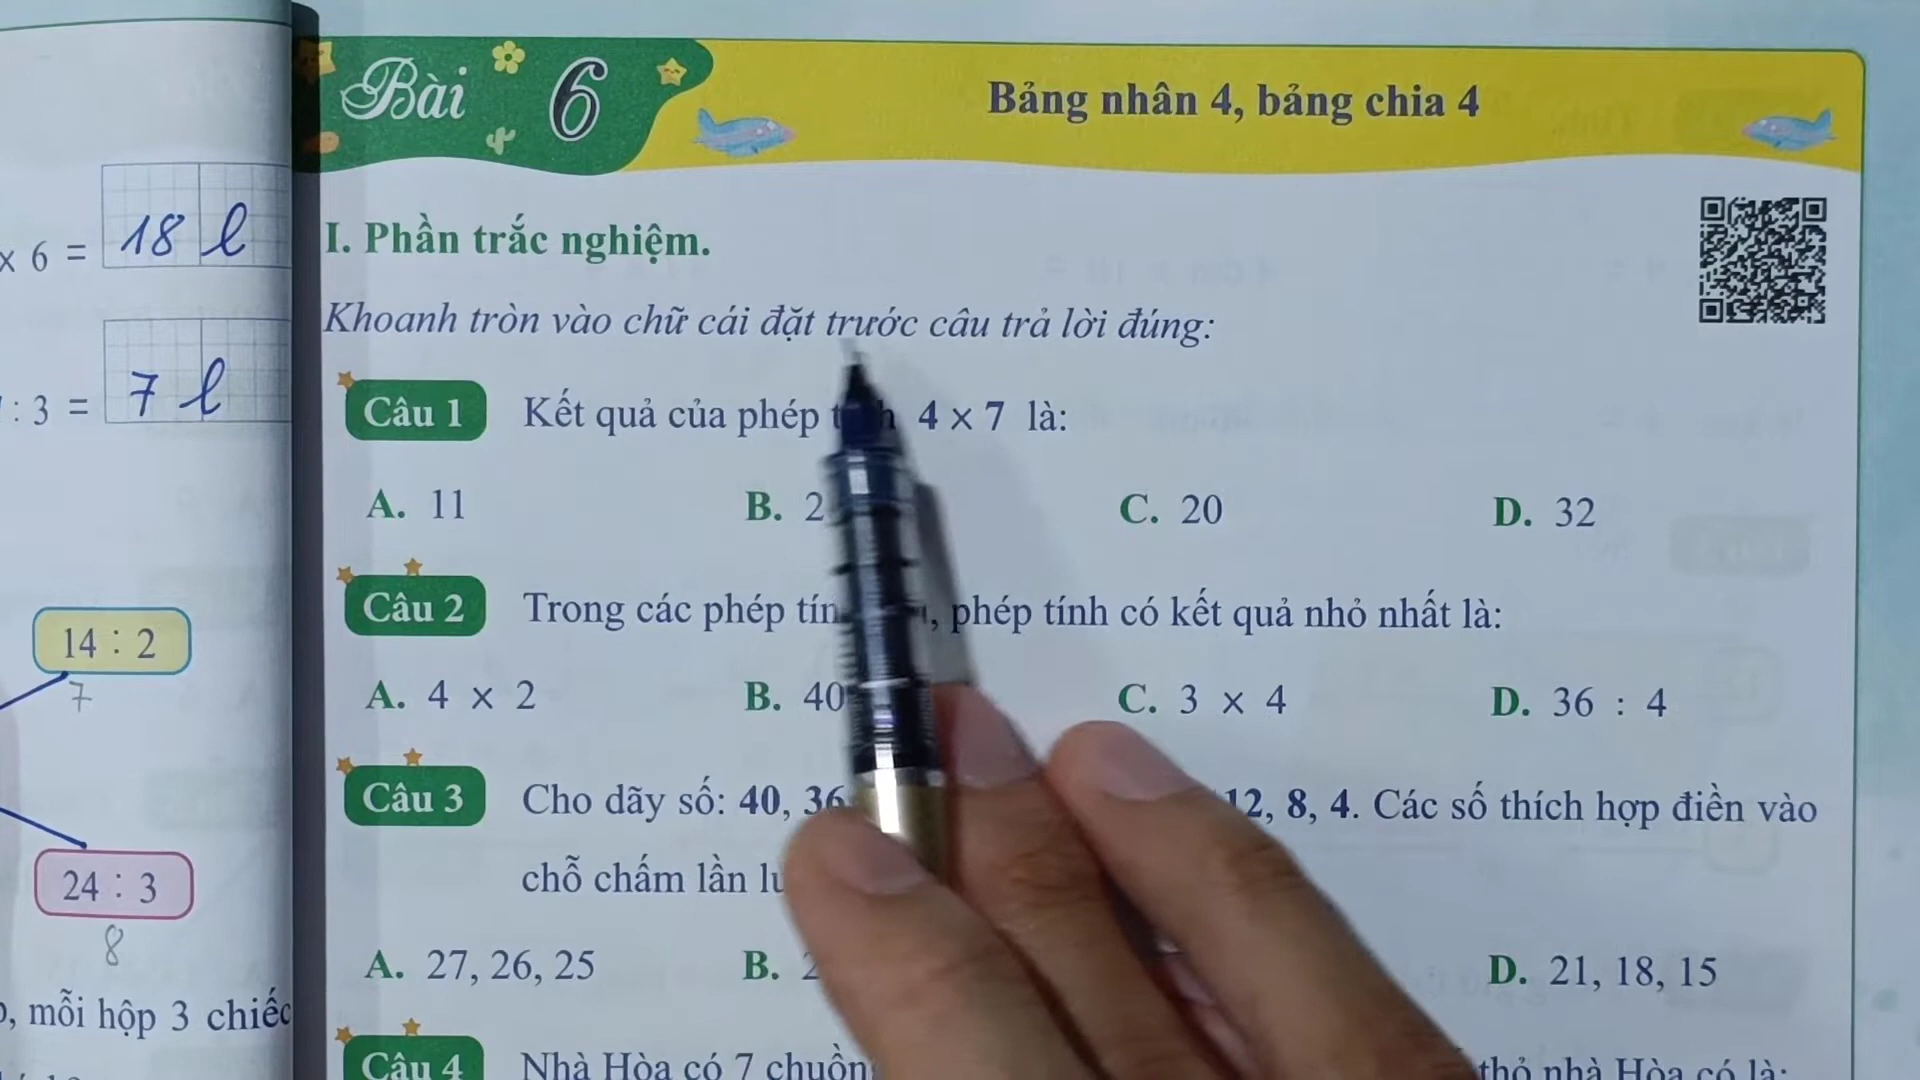 Bài 6
Bảng nhân 4, bảng chia 4
× 6 = 18 l
: 3 = 7 l
14 : 2
7
24 : 3
8
mỗi hộp 3 chiếc
I. Phần trắc nghiệm.
Khoanh tròn vào chữ cái đặt trước câu trả lời đúng:
Câu 1 Kết quả của phép 4 × 7 là:
A. 11 B. C. 20 D. 32
Câu 2 Trong các phép phép tính có kết quả nhỏ nhất là:
A. 4 × 2 B. 40 C. 3 × 4 D. 36 : 4
Câu 3 Cho dãy số: 40, 36 12, 8, 4. Các số thích hợp điền vào
chỗ chấm lần
A. 27, 26, 25 B. D. 21, 18, 15
Câu 4 Nhà Hòa có 7 thỏ nhà Hòa có là: